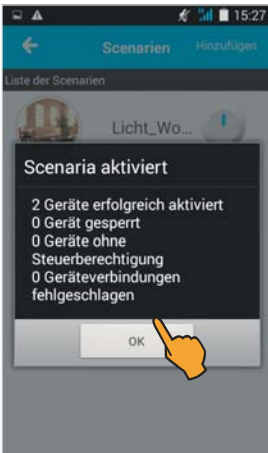 15:27
Scenarien Hinzufügen
Liste der Scenarien
Licht_Wo...
Scenaria aktiviert
2 Geräte erfolgreich aktiviert
0 Gerät gesperrt
0 Geräte ohne
Steuerberechtigung
0 Geräteverbindungen
fehlgeschlagen
OK